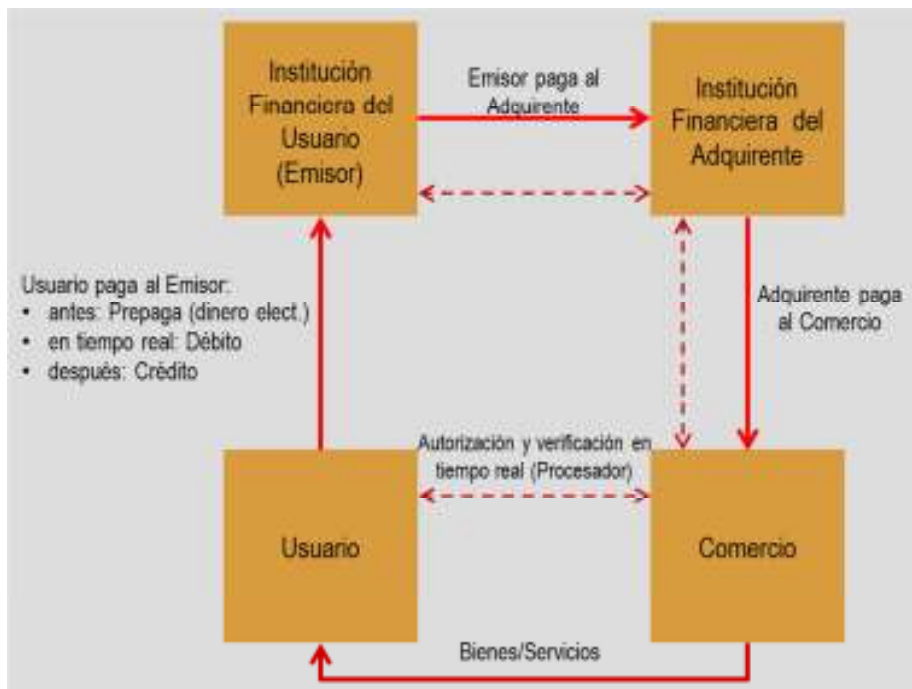 Institución
Financiera del
Usuario
(Emisor)
Emisor paga al
Adquirente
Institución
Financiera del
Adquirente
Usuario paga al Emisor:
• antes: Prepaga (dinero elect.)
• en tiempo real: Débito
• después: Crédito
Adquirente paga
al Comercio
Autorización y verificación en
tiempo real (Procesador)
Usuario
Comercio
Bienes/Servicios